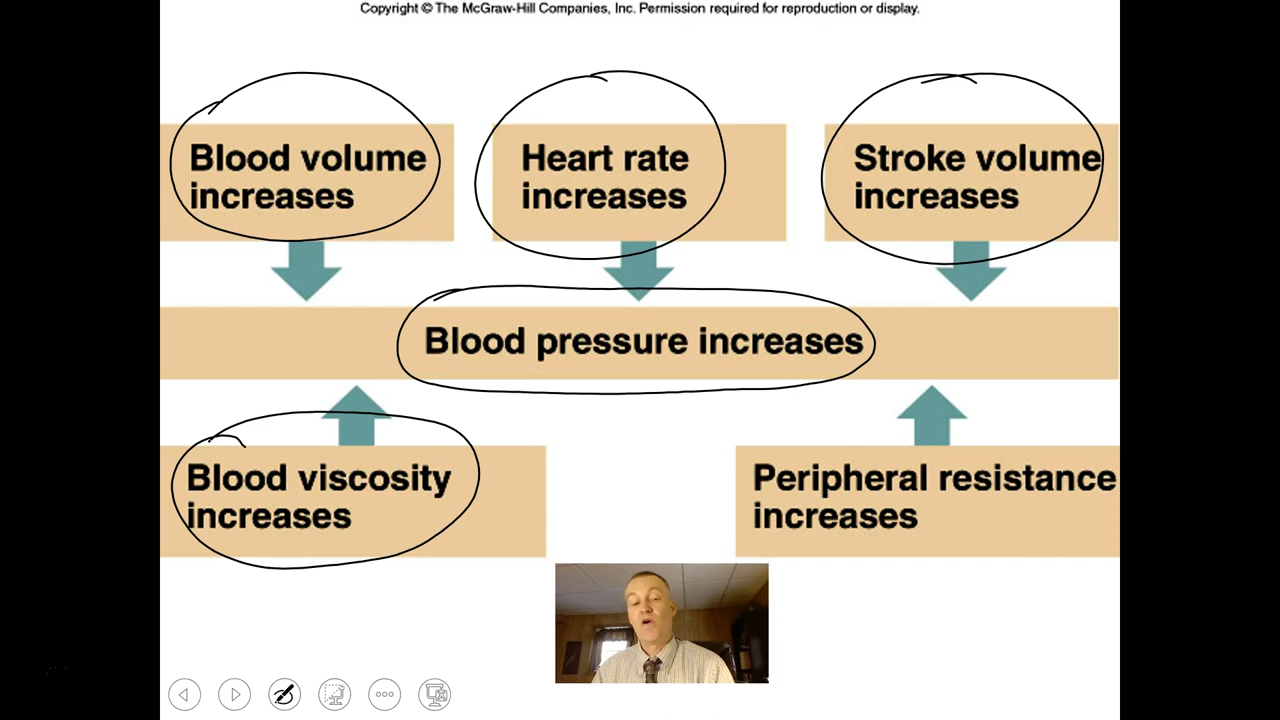 Copyright © The McGraw-Hill Companies, Inc. Permission required for reproduction or display.
Blood volume
increases
Heart rate
increases
Stroke volume
increases
Blood pressure increases
Blood viscosity
increases
Peripheral resistance
increases